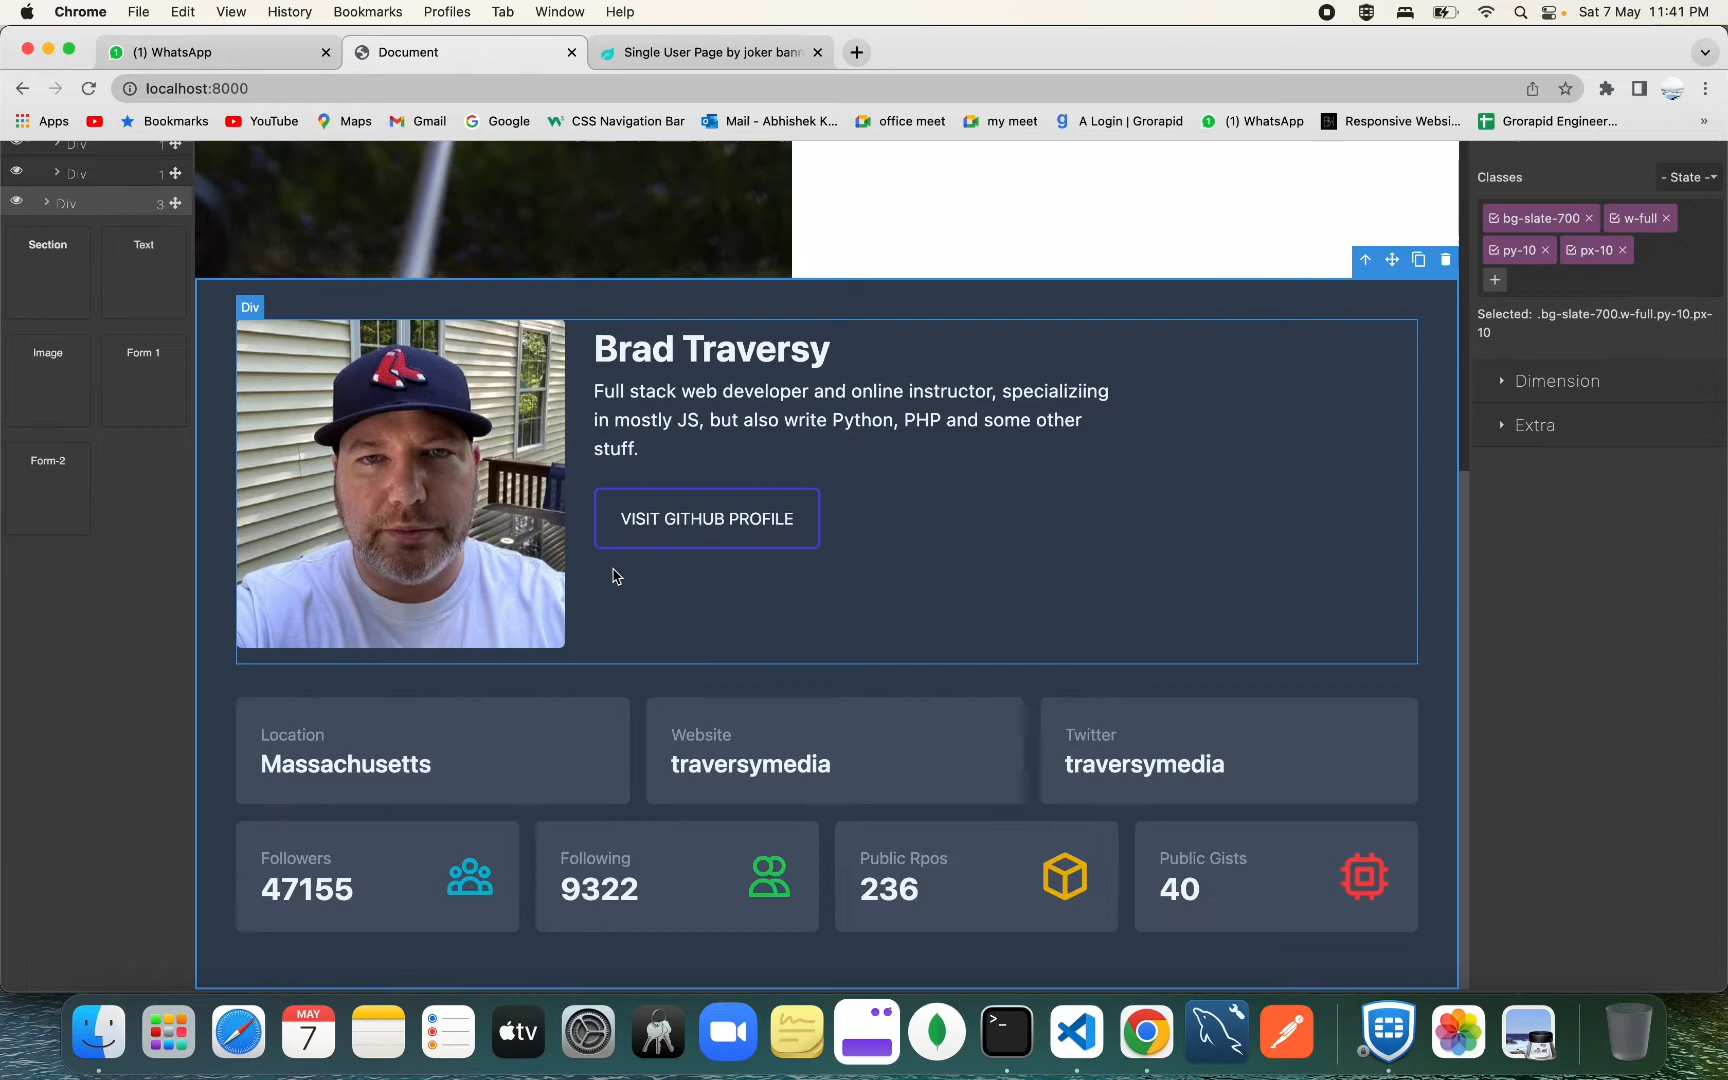 Chrome File Edit View History Bookmarks Profiles Tab Window Help Sat 7 May 11:41 PM
(1) WhatsApp
Document
Single User Page by joker bann
localhost:8000
Apps Bookmarks YouTube Maps Gmail Google CSS Navigation Bar Mail - Abhishek K... office meet my meet A Login | Grorapid (1) WhatsApp Responsive Websi... Grorapid Engineer... »
Div 1
Div 1
Div 3
Section
Text
Image
Form 1
Form-2
Div
Brad Traversy
Full stack web developer and online instructor, specializiing
in mostly JS, but also write Python, PHP and some other
stuff.
VISIT GITHUB PROFILE
Location
Massachusetts
Website
traversymedia
Twitter
traversymedia
Followers
47155
Following
9322
Public Rpos
236
Public Gists
40
Classes
- State -
bg-slate-700
w-full
py-10
px-10
Selected: .bg-slate-700.w-full.py-10.px-
10
Dimension
Extra
MAY
7
tv